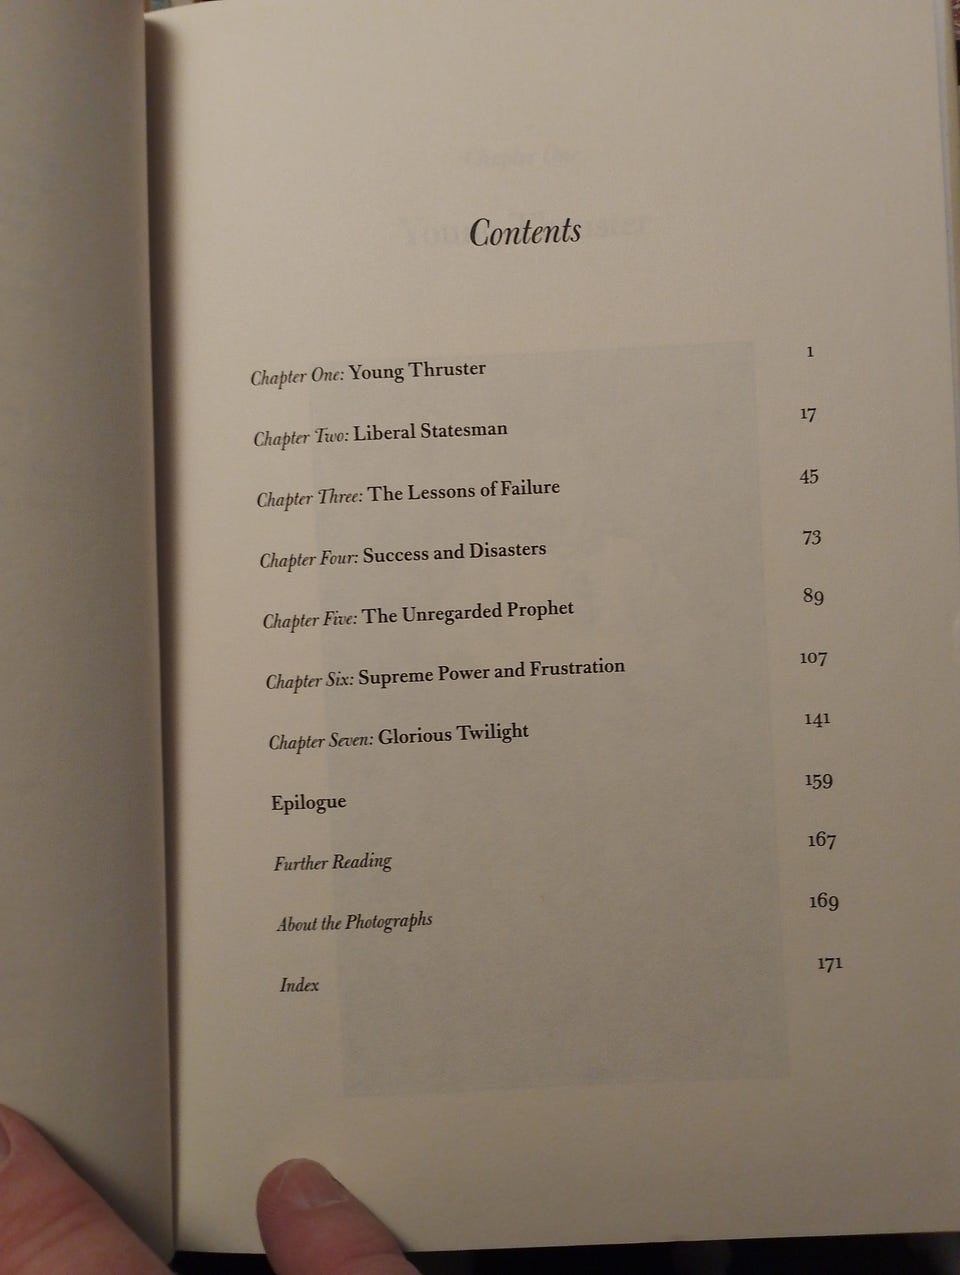 Contents
Chapter One: Young Thruster 1
Chapter Two: Liberal Statesman 17
Chapter Three: The Lessons of Failure 45
Chapter Four: Success and Disasters 73
Chapter Five: The Unregarded Prophet 89
Chapter Six: Supreme Power and Frustration 107
Chapter Seven: Glorious Twilight 141
Epilogue 159
Further Reading 167
About the Photographs 169
Index 171